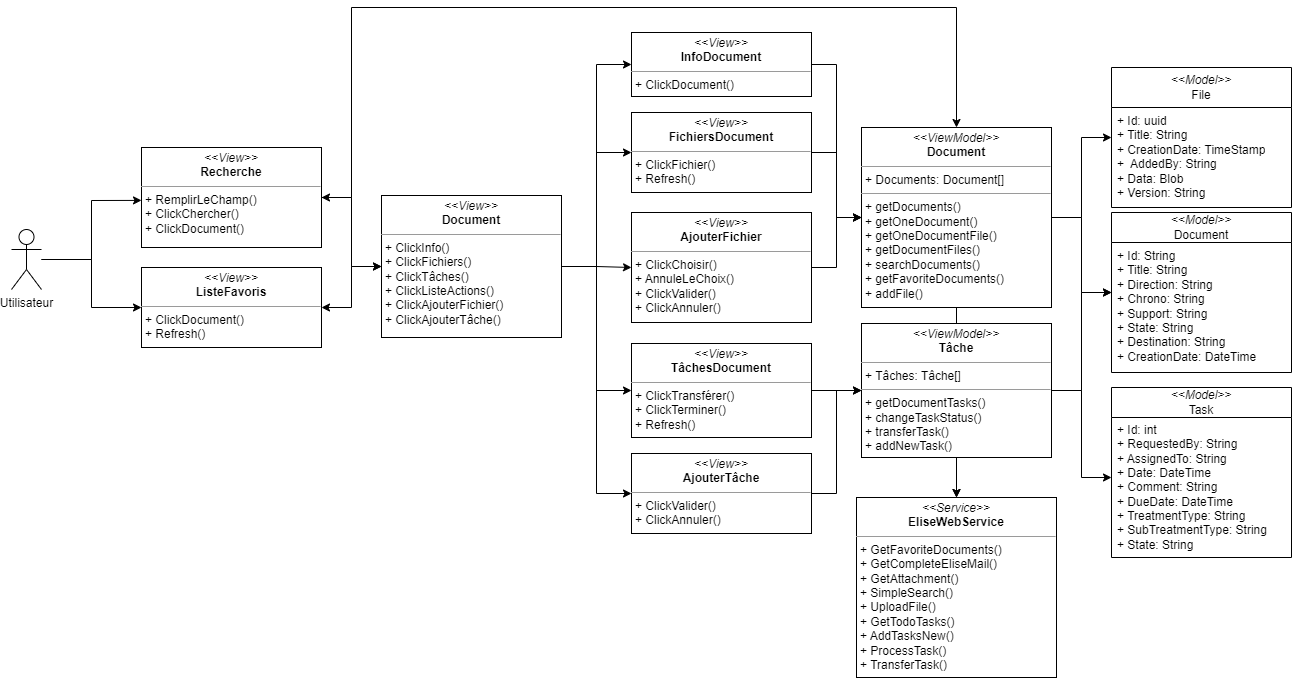 Utilisateur
<<View>>
Recherche
+ RemplirLeChamp()
+ ClickChercher()
+ ClickDocument()
<<View>>
ListeFavoris
+ ClickDocument()
+ Refresh()
<<View>>
Document
+ ClickInfo()
+ ClickFichiers()
+ ClickTâches()
+ ClickListeActions()
+ ClickAjouterFichier()
+ ClickAjouterTâche()
<<View>>
InfoDocument
+ ClickDocument()
<<View>>
FichiersDocument
+ ClickFichier()
+ Refresh()
<<View>>
AjouterFichier
+ ClickChoisir()
+ AnnuleLeChoix()
+ ClickValider()
+ ClickAnnuler()
<<View>>
TâchesDocument
+ ClickTransférer()
+ ClickTerminer()
+ Refresh()
<<View>>
AjouterTâche
+ ClickValider()
+ ClickAnnuler()
<<ViewModel>>
Document
+ Documents: Document[]
+ getDocuments()
+ getOneDocument()
+ getOneDocumentFile()
+ getDocumentFiles()
+ searchDocuments()
+ getFavoriteDocuments()
+ addFile()
<<ViewModel>>
Tâche
+ Tâches: Tâche[]
+ getDocumentTasks()
+ changeTaskStatus()
+ transferTask()
+ addNewTask()
<<Service>>
EliseWebService
+ GetFavoriteDocuments()
+ GetCompleteEliseMail()
+ GetAttachment()
+ SimpleSearch()
+ UploadFile()
+ GetTodoTasks()
+ AddTasksNew()
+ ProcessTask()
+ TransferTask()
<<Model>>
File
+ Id: uuid
+ Title: String
+ CreationDate: TimeStamp
+ AddedBy: String
+ Data: Blob
+ Version: String
<<Model>>
Document
+ Id: String
+ Title: String
+ Direction: String
+ Chrono: String
+ Support: String
+ State: String
+ Destination: String
+ CreationDate: DateTime
<<Model>>
Task
+ Id: int
+ RequestedBy: String
+ AssignedTo: String
+ Date: DateTime
+ Comment: String
+ DueDate: DateTime
+ TreatmentType: String
+ SubTreatmentType: String
+ State: String